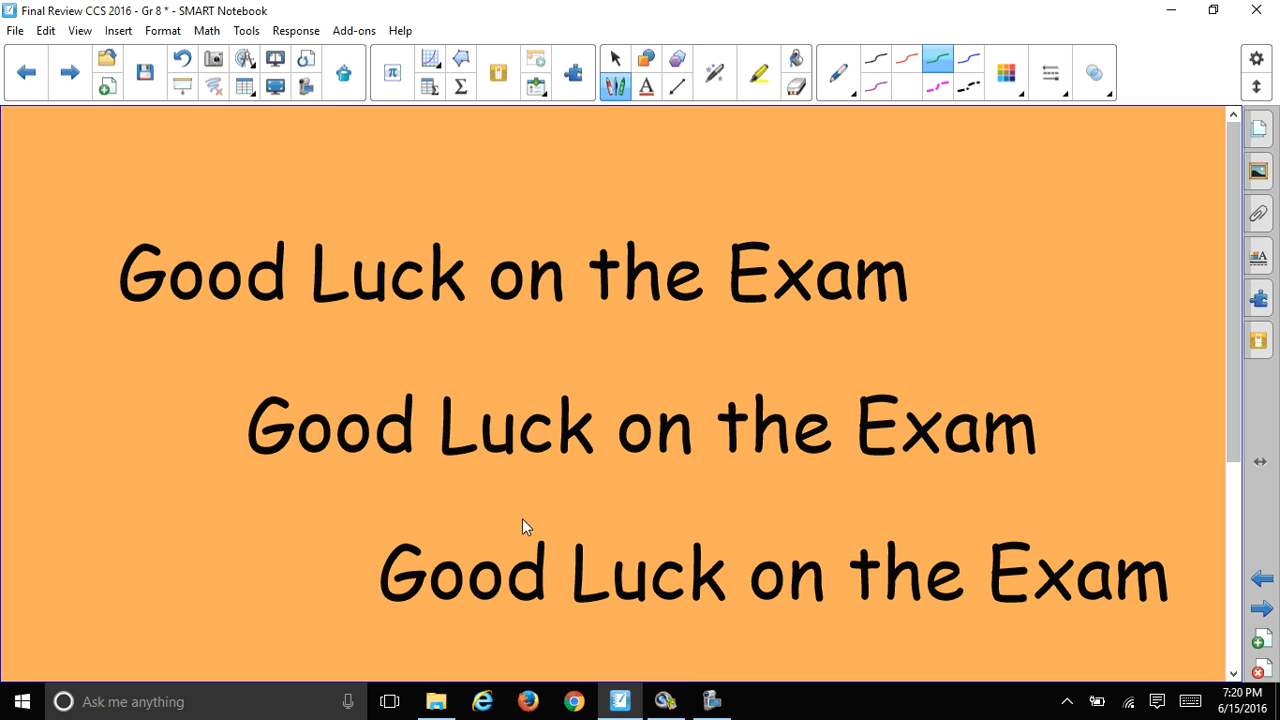 Final Review CCS 2016 - Gr 8 * - SMART Notebook
File Edit View Insert Format Math Tools Response Add-ons Help
Good Luck on the Exam
Good Luck on the Exam
Good Luck on the Exam
Ask me anything
7:20 PM
6/15/2016